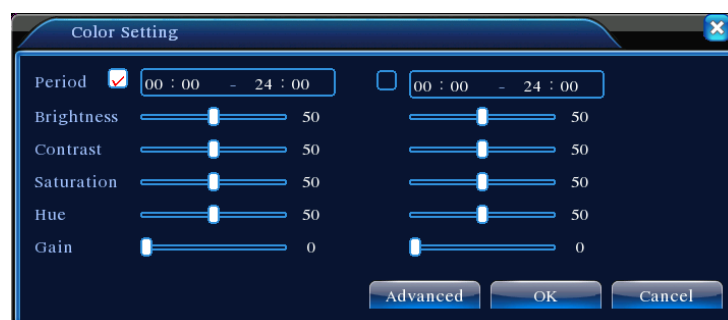 Color Setting
Period 00 : 00 - 24 : 00 00 : 00 - 24 : 00
Brightness 50 50
Contrast 50 50
Saturation 50 50
Hue 50 50
Gain 0 0
Advanced OK Cancel